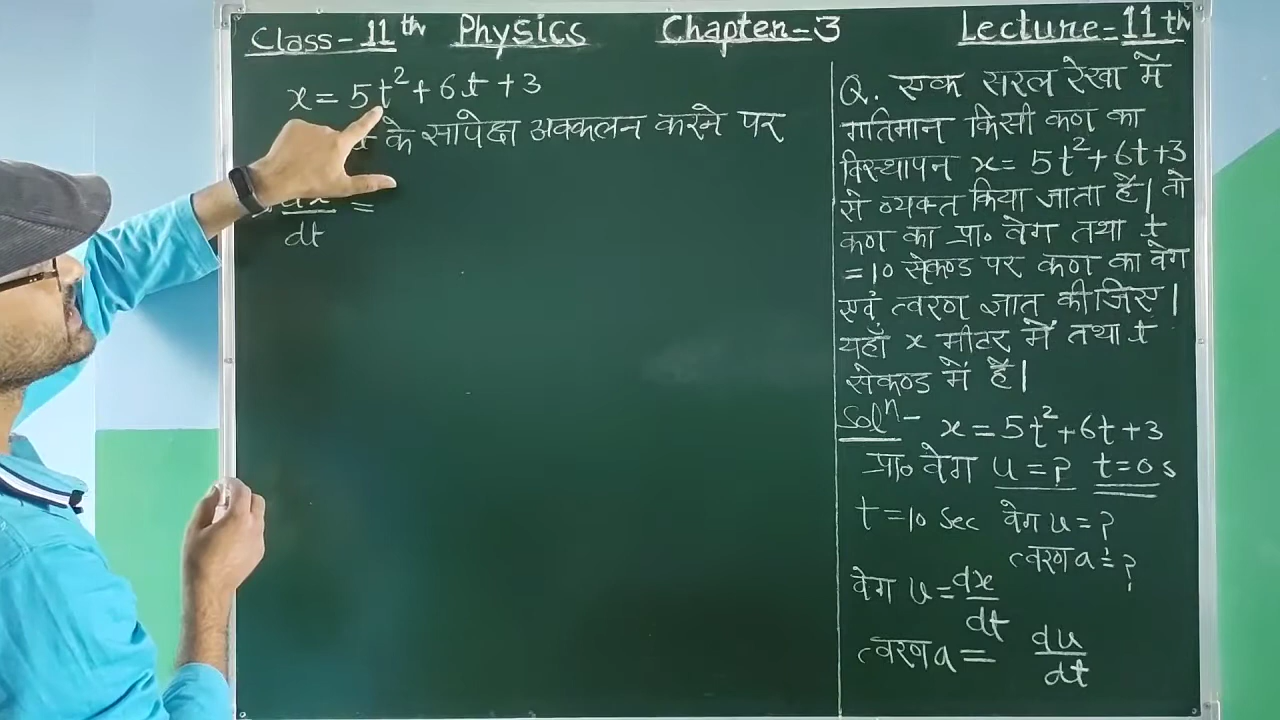 Class-11th Physics Chapter-3 Lecture-11th
x = 5t² + 6t + 3
के सापेक्ष अवकलन करने पर
dx/dt =
Q. एक सरल रेखा में
गतिमान किसी कण का
विस्थापन x = 5t² + 6t + 3
से व्यक्त किया जाता है। तो
कण का प्रा० वेग तथा t
= 10 सेकण्ड पर कण का वेग
एवं त्वरण ज्ञात कीजिए।
यहाँ x मीटर में तथा t
सेकण्ड में है।
Solⁿ- x = 5t² + 6t + 3
प्रा० वेग u = ? t = 0 s
t = 10 Sec वेग u = ?
त्वरण a = ?
वेग u = dx/dt
त्वरण a = du/dt